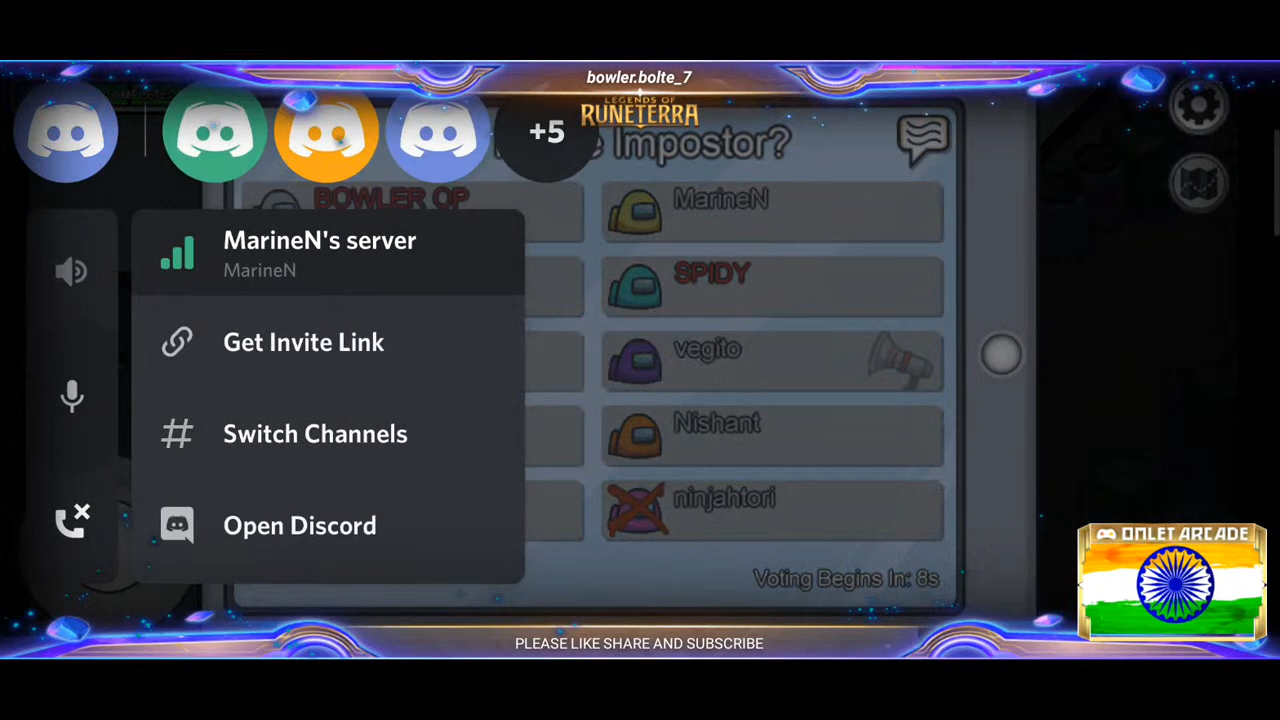 bowler.bolte_7
LEGENDS OF
RUNETERRA
+5
Impostor?
BOWLER OP
MarineN
MarineN's server
MarineN
SPIDY
Get Invite Link
vegito
Switch Channels
Nishant
ninjahtori
Open Discord
OMLET ARCADE
Voting Begins In: 8s
PLEASE LIKE SHARE AND SUBSCRIBE